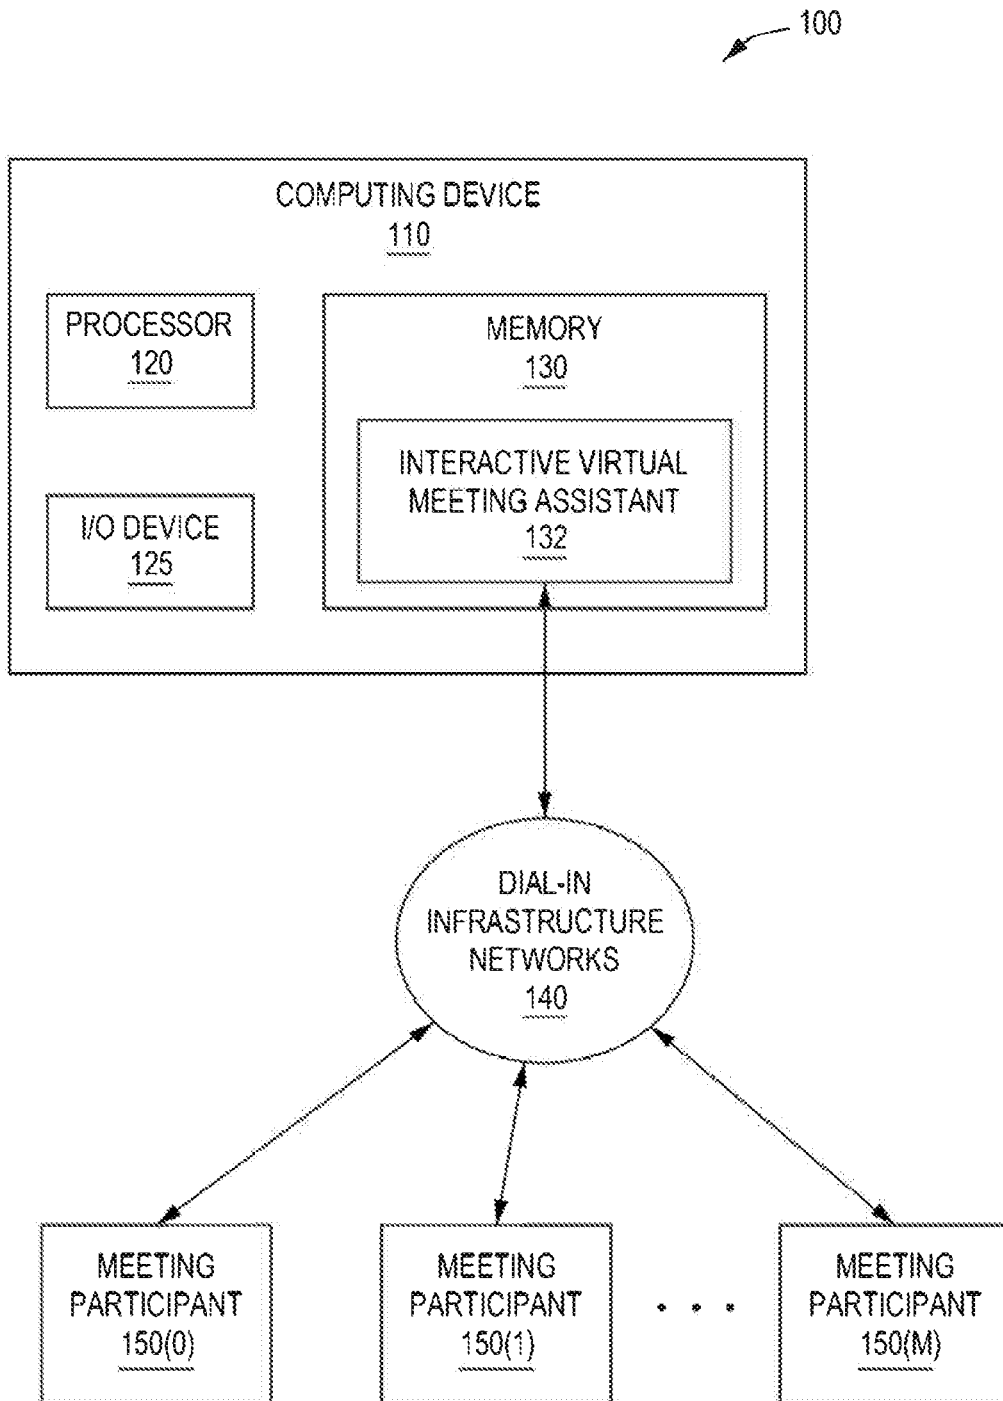 100
COMPUTING DEVICE
110
PROCESSOR
120
MEMORY
130
INTERACTIVE VIRTUAL
MEETING ASSISTANT
132
I/O DEVICE
125
DIAL-IN
INFRASTRUCTURE
NETWORKS
140
MEETING
PARTICIPANT
150(0)
MEETING
PARTICIPANT
150(1)
• • •
MEETING
PARTICIPANT
150(M)